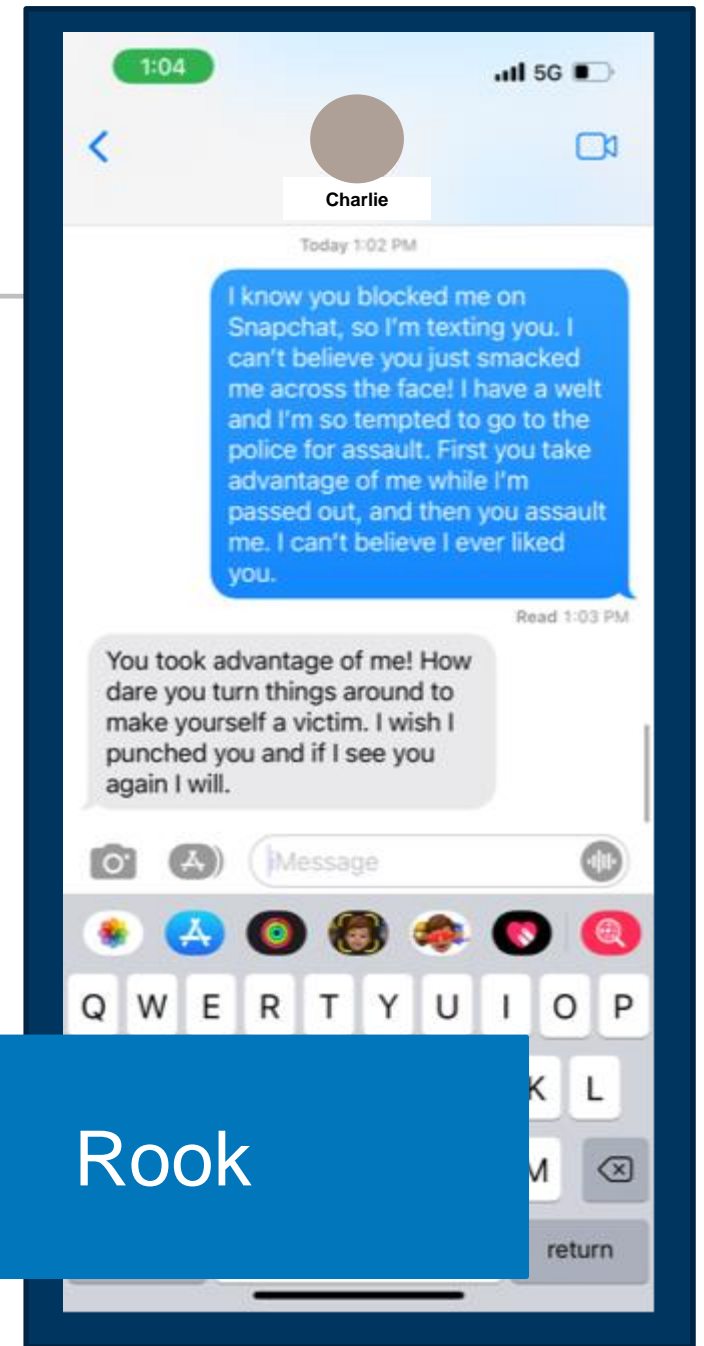 1:04
5G
Charlie
Today 1:02 PM
I know you blocked me on
Snapchat, so I'm texting you. I
can't believe you just smacked
me across the face! I have a welt
and I'm so tempted to go to the
police for assault. First you take
advantage of me while I'm
passed out, and then you assault
me. I can't believe I ever liked
you.
Read 1:03 PM
You took advantage of me! How
dare you turn things around to
make yourself a victim. I wish I
punched you and if I see you
again I will.
iMessage
Q W E R T Y U I O P
K L
M
Rook
return